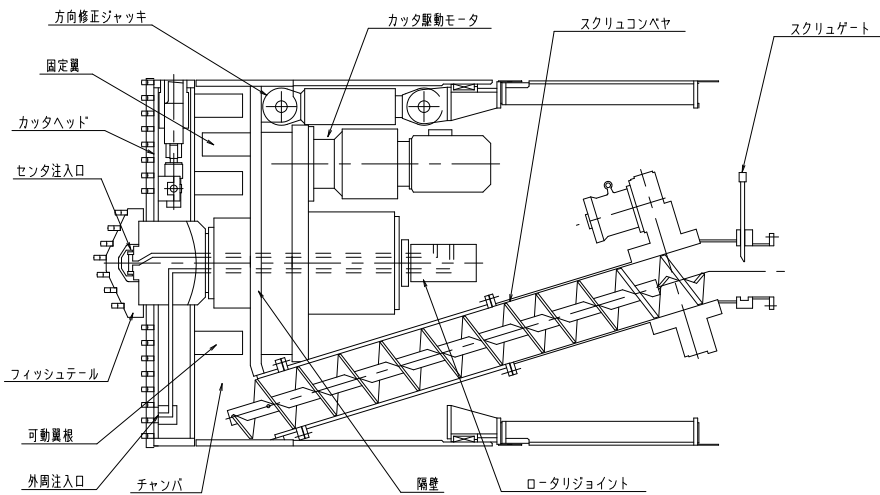 方向修正ジャッキ
カッタ駆動モータ
スクリュコンベヤ
スクリュゲート
固定翼
カッタヘッド
センタ注入口
フィッシュテール
可動翼根
外周注入口
チャンバ
隔壁
ロータリジョイント